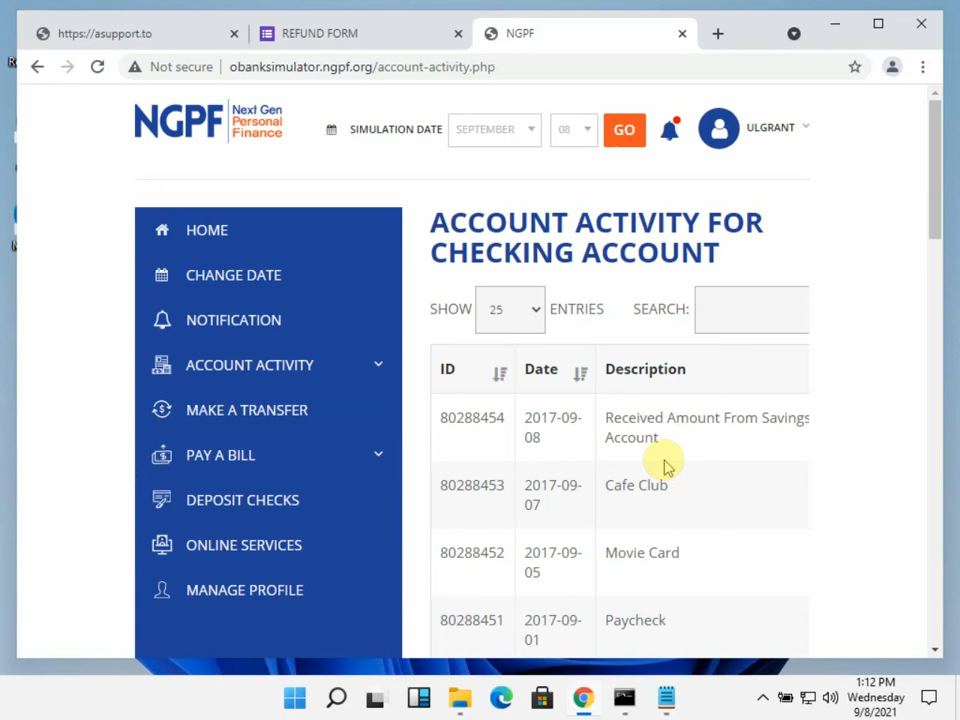 https://asupport.to
REFUND FORM
NGPF
Not secure
obanksimulator.ngpf.org/account-activity.php
NGPF Next Gen
Personal
Finance
SIMULATION DATE
SEPTEMBER
08
GO
ULGRANT
HOME
CHANGE DATE
NOTIFICATION
ACCOUNT ACTIVITY
MAKE A TRANSFER
PAY A BILL
DEPOSIT CHECKS
ONLINE SERVICES
MANAGE PROFILE
ACCOUNT ACTIVITY FOR
CHECKING ACCOUNT
SHOW 25 ENTRIES SEARCH:
ID Date Description
80288454 2017-09- Received Amount From Savings
08 Account
80288453 2017-09- Cafe Club
07
80288452 2017-09- Movie Card
05
80288451 2017-09- Paycheck
01
1:12 PM
Wednesday
9/8/2021